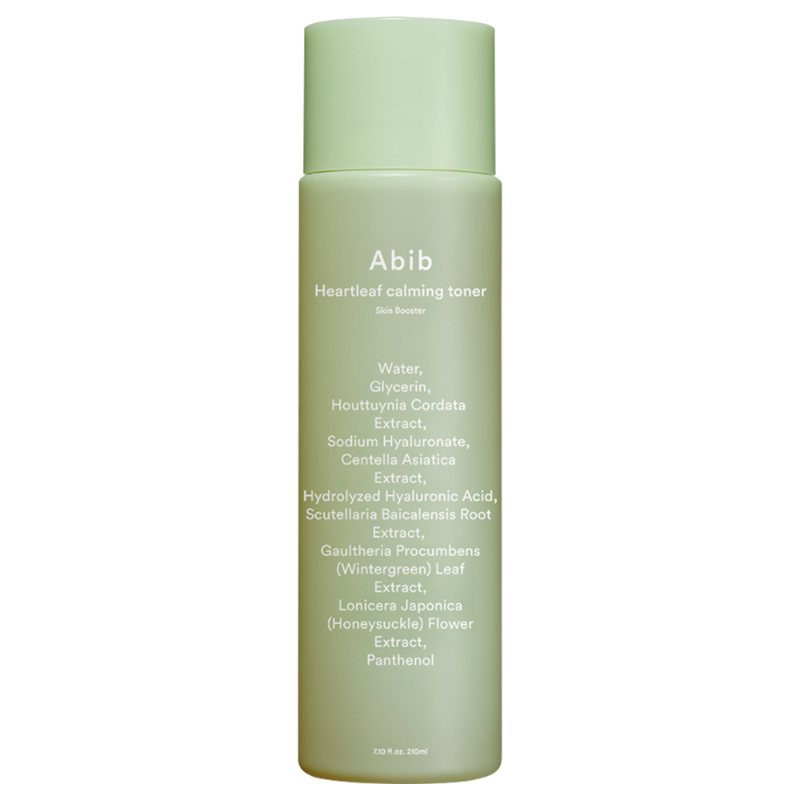 Abib
Heartleaf calming toner
Skin Booster
Water,
Glycerin,
Houttuynia Cordata
Extract,
Sodium Hyaluronate,
Centella Asiatica
Extract,
Hydrolyzed Hyaluronic Acid,
Scutellaria Baicalensis Root
Extract,
Gaultheria Procumbens
(Wintergreen) Leaf
Extract,
Lonicera Japonica
(Honeysuckle) Flower
Extract,
Panthenol
7.10 fl.oz. 210ml